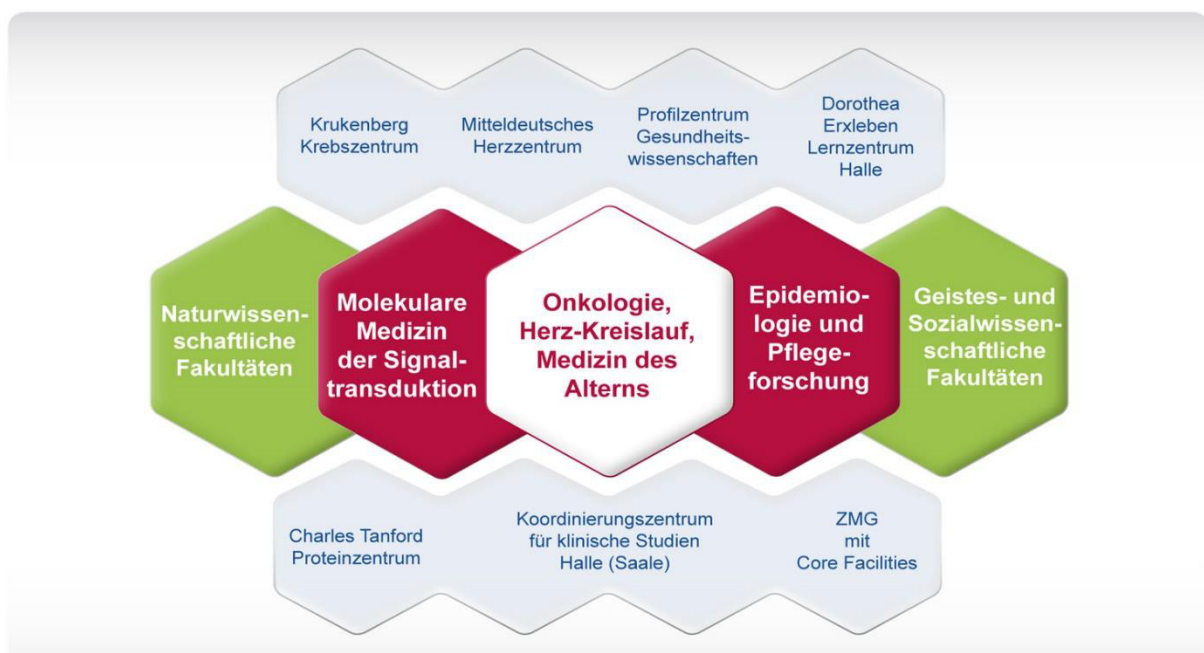 Krukenberg
Krebszentrum
Mitteldeutsches
Herzzentrum
Profilzentrum
Gesundheits-
wissenschaften
Dorothea
Erxleben
Lernzentrum
Halle
Naturwissen-
schaftliche
Fakultäten
Molekulare
Medizin
der Signal-
transduktion
Onkologie,
Herz-Kreislauf,
Medizin des
Alterns
Epidemio-
logie und
Pflege-
forschung
Geistes- und
Sozialwissen-
schaftliche
Fakultäten
Charles Tanford
Proteinzentrum
Koordinierungszentrum
für klinische Studien
Halle (Saale)
ZMG
mit
Core Facilities